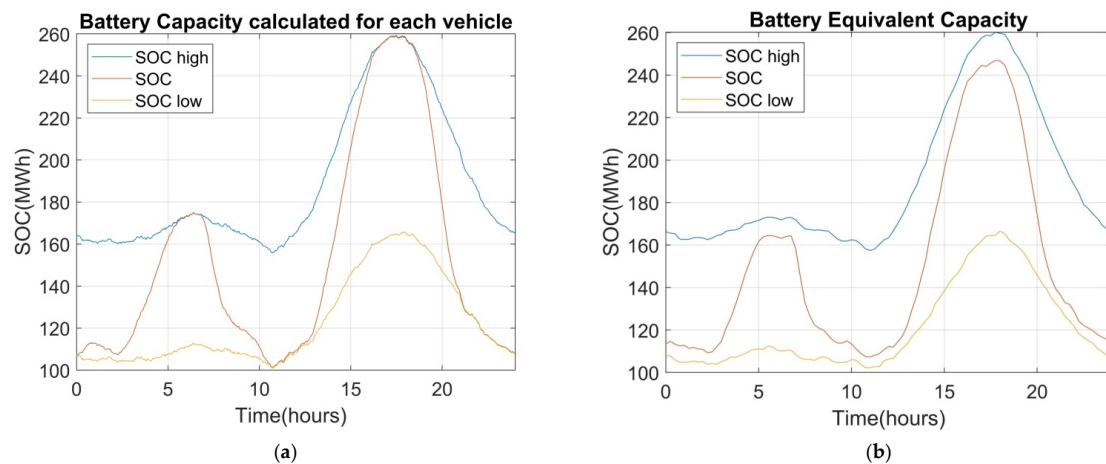 Battery Capacity calculated for each vehicle
260
240
220
200
180
160
140
120
100
SOC(MWh)
SOC high
SOC
SOC low
0 5 10 15 20
Time(hours)
(a)
Battery Equivalent Capacity
260
240
220
200
180
160
140
120
100
SOC(MWh)
SOC high
SOC
SOC low
0 5 10 15 20
Time(hours)
(b)